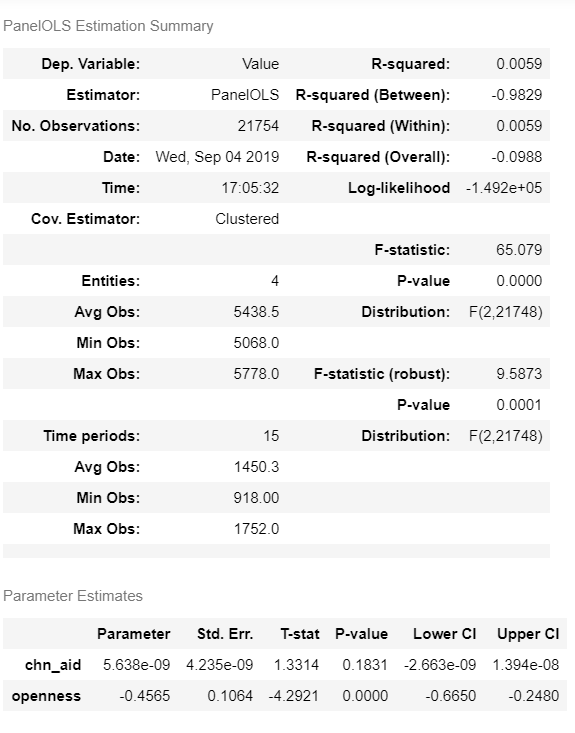 PanelOLS Estimation Summary
Dep. Variable: Value R-squared: 0.0059
Estimator: PanelOLS R-squared (Between): -0.9829
No. Observations: 21754 R-squared (Within): 0.0059
Date: Wed, Sep 04 2019 R-squared (Overall): -0.0988
Time: 17:05:32 Log-likelihood -1.492e+05
Cov. Estimator: Clustered
F-statistic: 65.079
Entities: 4 P-value 0.0000
Avg Obs: 5438.5 Distribution: F(2,21748)
Min Obs: 5068.0
Max Obs: 5778.0 F-statistic (robust): 9.5873
P-value 0.0001
Time periods: 15 Distribution: F(2,21748)
Avg Obs: 1450.3
Min Obs: 918.00
Max Obs: 1752.0
Parameter Estimates
Parameter Std. Err. T-stat P-value Lower CI Upper CI
chn_aid 5.638e-09 4.235e-09 1.3314 0.1831 -2.663e-09 1.394e-08
openness -0.4565 0.1064 -4.2921 0.0000 -0.6650 -0.2480